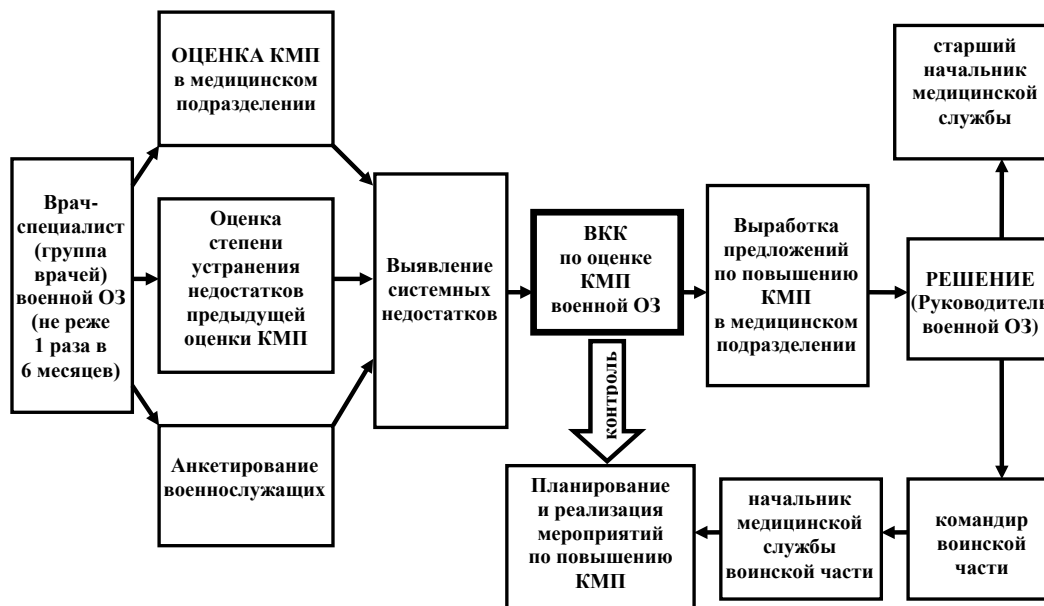 ОЦЕНКА КМП
в медицинском
подразделении
Врач-
специалист
(группа
врачей)
военной ОЗ
(не реже
1 раза в
6 месяцев)
Оценка
степени
устранения
недостатков
предыдущей
оценки КМП
Анкетирование
военнослужащих
Выявление
системных
недостатков
ВКК
по оценке
КМП
военной ОЗ
контроль
Выработка
предложений
по повышению
КМП
в медицинском
подразделении
РЕШЕНИЕ
(Руководитель
военной ОЗ)
старший
начальник
медицинской
службы
командир
воинской
части
начальник
медицинской
службы
воинской части
Планирование
и реализация
мероприятий
по повышению
КМП